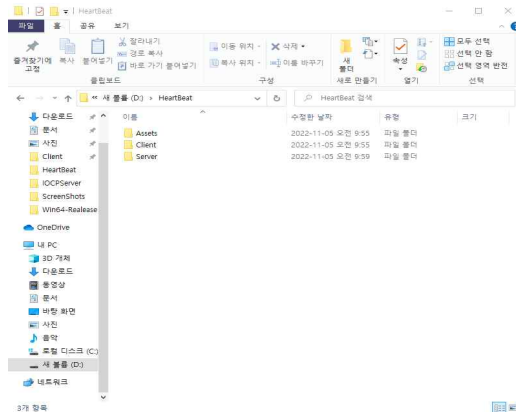 HeartBeat
파일 홈 공유 보기
즐겨찾기에 고정
복사
붙여넣기
잘라내기
경로 복사
바로 가기 붙여넣기
이동 위치
복사 위치
삭제
이름 바꾸기
새 폴더
속성
모두 선택
선택 안 함
선택 영역 반전
클립보드 구성 새로 만들기 열기 선택
« 새 볼륨 (D:) › HeartBeat
HeartBeat 검색
이름 수정한 날짜 유형 크기
Assets 2022-11-05 오전 9:55 파일 폴더
Client 2022-11-05 오전 9:55 파일 폴더
Server 2022-11-05 오전 9:59 파일 폴더
다운로드
문서
사진
Client
HeartBeat
IOCPServer
ScreenShots
Win64-Realease
OneDrive
내 PC
3D 개체
다운로드
동영상
문서
바탕 화면
사진
음악
로컬 디스크 (C:)
새 볼륨 (D:)
네트워크
3개 항목